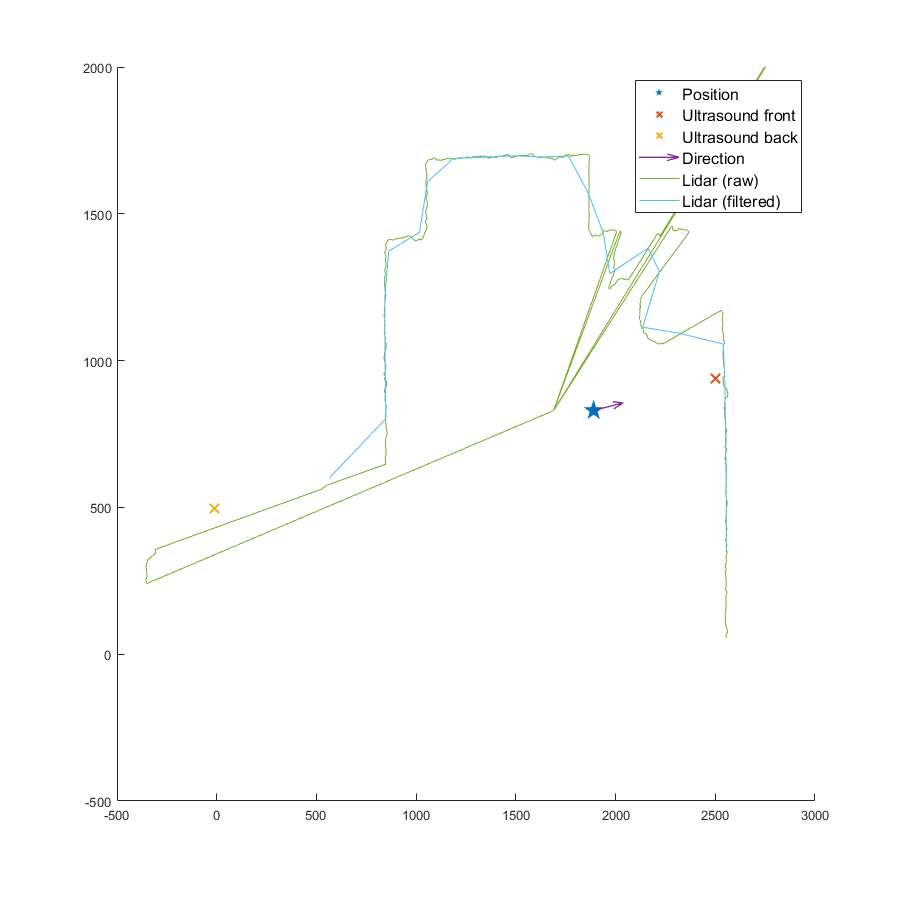 2000
1500
1000
500
0
-500
-500 0 500 1000 1500 2000 2500 3000
Position
Ultrasound front
Ultrasound back
Direction
Lidar (raw)
Lidar (filtered)